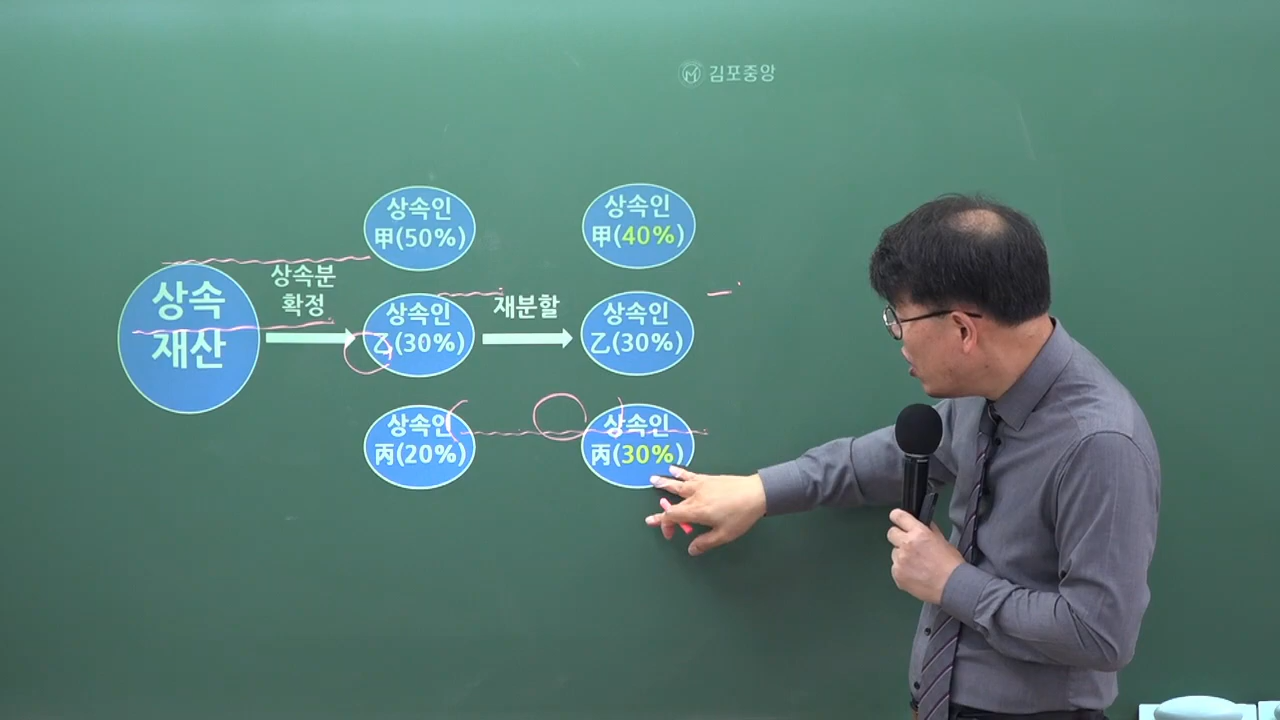 김포중앙
상속
재산
상속분
확정
상속인
甲(50%)
상속인
乙(30%)
상속인
丙(20%)
재분할
상속인
甲(40%)
상속인
乙(30%)
상속인
丙(30%)